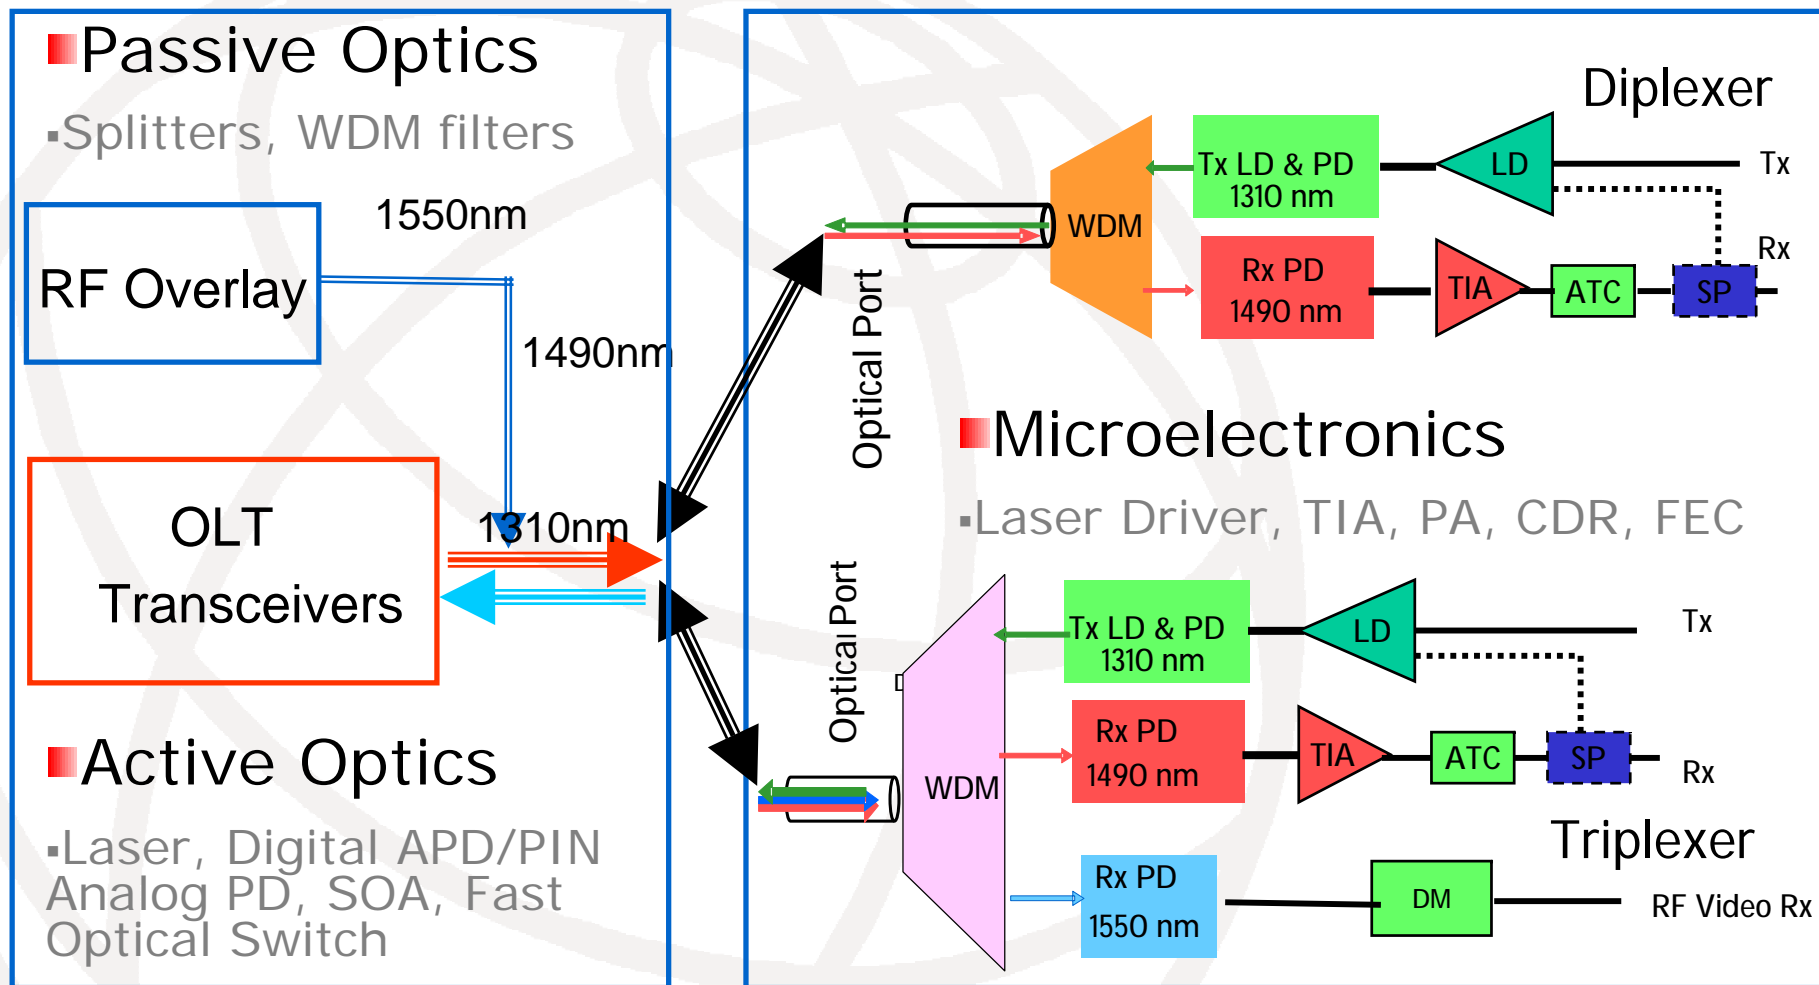 Passive Optics
Splitters, WDM filters
1550nm
RF Overlay
1490nm
OLT
Transceivers
1310nm
Active Optics
Laser, Digital APD/PIN
Analog PD, SOA, Fast
Optical Switch
Diplexer
Optical Port
WDM
Tx LD & PD
1310 nm
LD
Tx
Rx PD
1490 nm
TIA
ATC
SP
Rx
Microelectronics
Laser Driver, TIA, PA, CDR, FEC
Optical Port
WDM
Tx LD & PD
1310 nm
LD
Tx
Rx PD
1490 nm
TIA
ATC
SP
Rx
Triplexer
Rx PD
1550 nm
DM
RF Video Rx